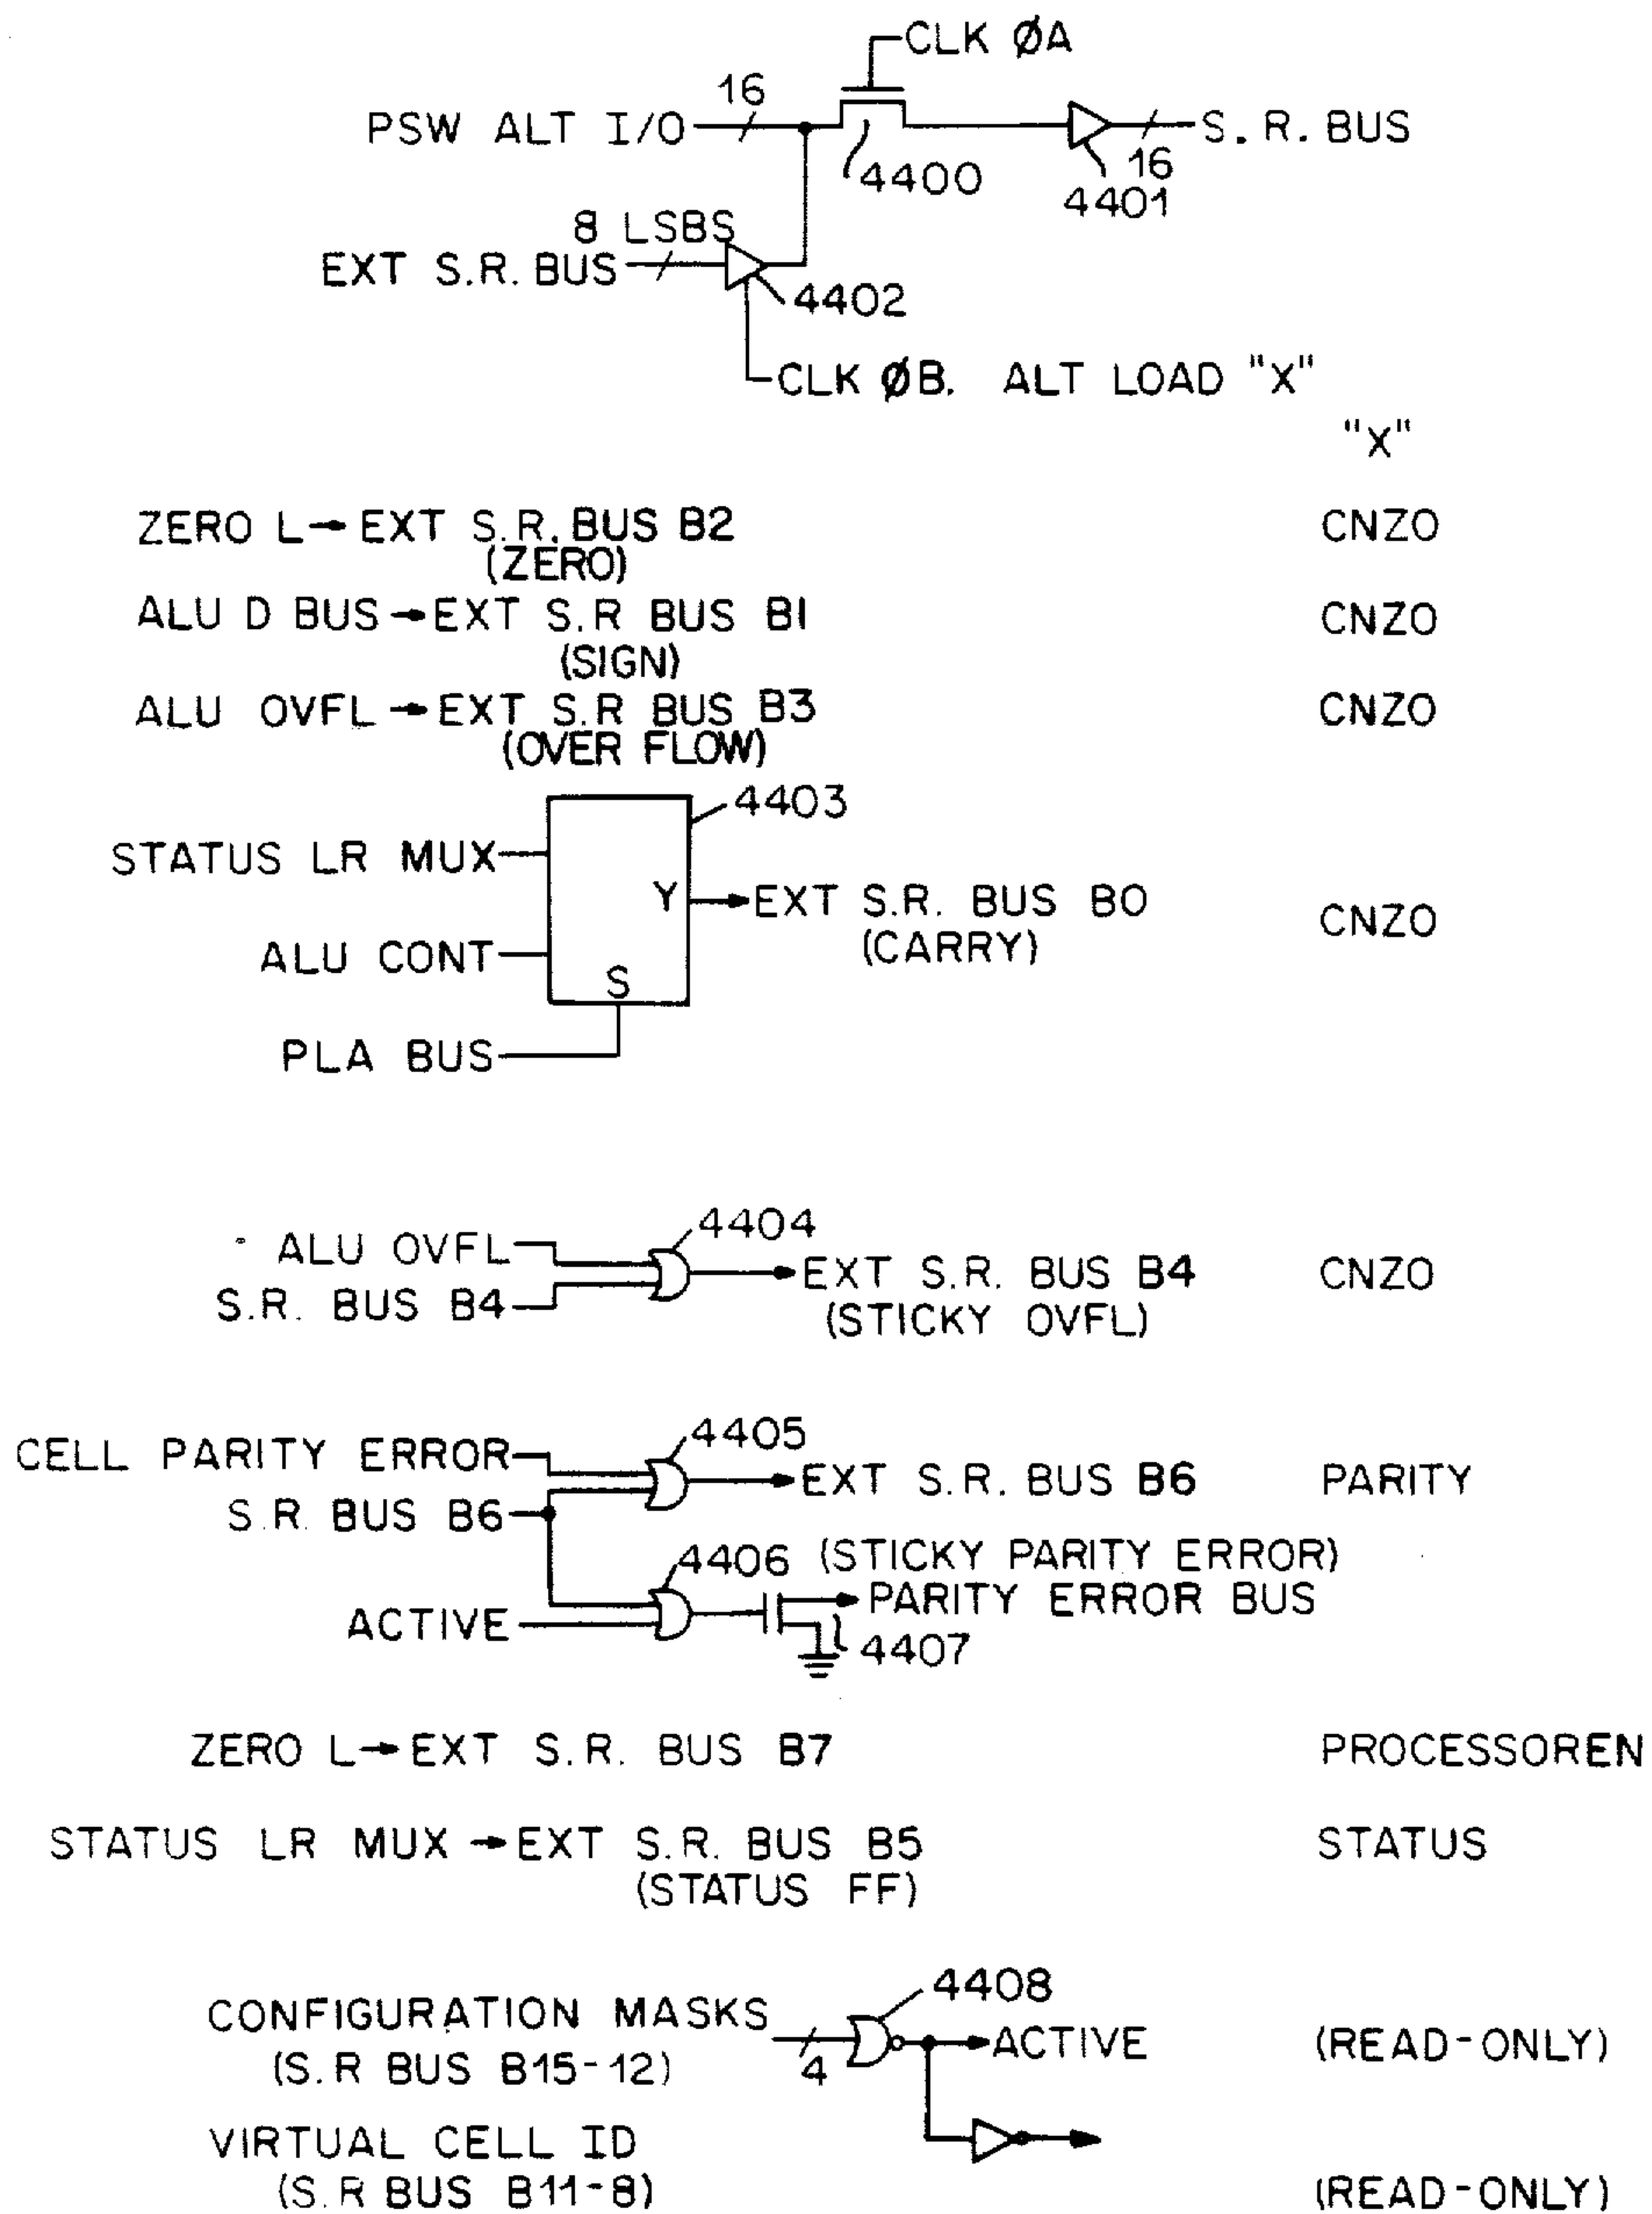 CLK ØA
16
PSW ALT I/O
S. R. BUS
4400
16
4401
8 LSBS
EXT S.R. BUS
4402
CLK ØB. ALT LOAD "X"
"X"
ZERO L→EXT S.R. BUS B2 CNZO
(ZERO)
ALU D BUS→EXT S.R BUS B1 CNZO
(SIGN)
ALU OVFL→EXT S.R BUS B3 CNZO
(OVER FLOW)
4403
STATUS LR MUX
Y
EXT S.R. BUS B0 CNZO
(CARRY)
ALU CONT
S
PLA BUS
4404
ALU OVFL
EXT S.R. BUS B4 CNZO
S.R. BUS B4
(STICKY OVFL)
4405
CELL PARITY ERROR
EXT S.R. BUS B6 PARITY
S.R. BUS B6
4406 (STICKY PARITY ERROR)
PARITY ERROR BUS
ACTIVE
4407
ZERO L→EXT S.R. BUS B7 PROCESSOREN
STATUS LR MUX→EXT S.R. BUS B5 STATUS
(STATUS FF)
4408
CONFIGURATION MASKS
ACTIVE (READ-ONLY)
(S.R BUS B15-12)
4
VIRTUAL CELL ID
(S.R BUS B11-8) (READ-ONLY)